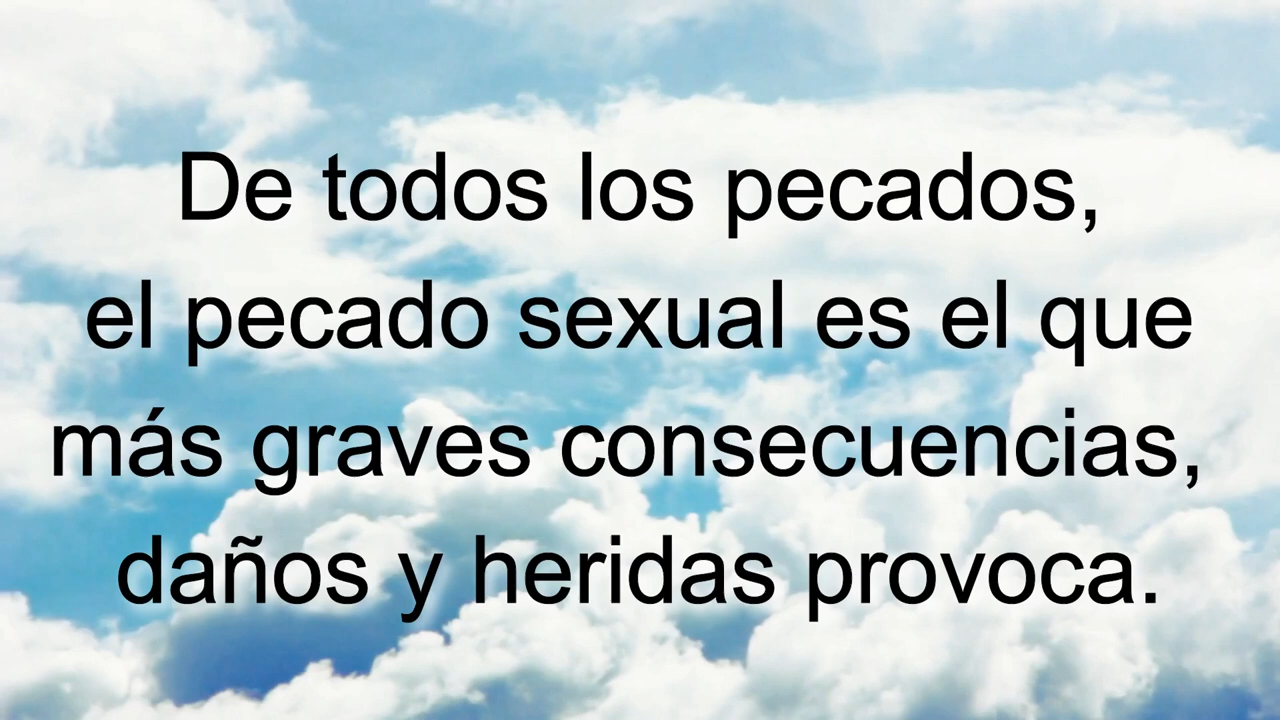 De todos los pecados,
el pecado sexual es el que
más graves consecuencias,
daños y heridas provoca.